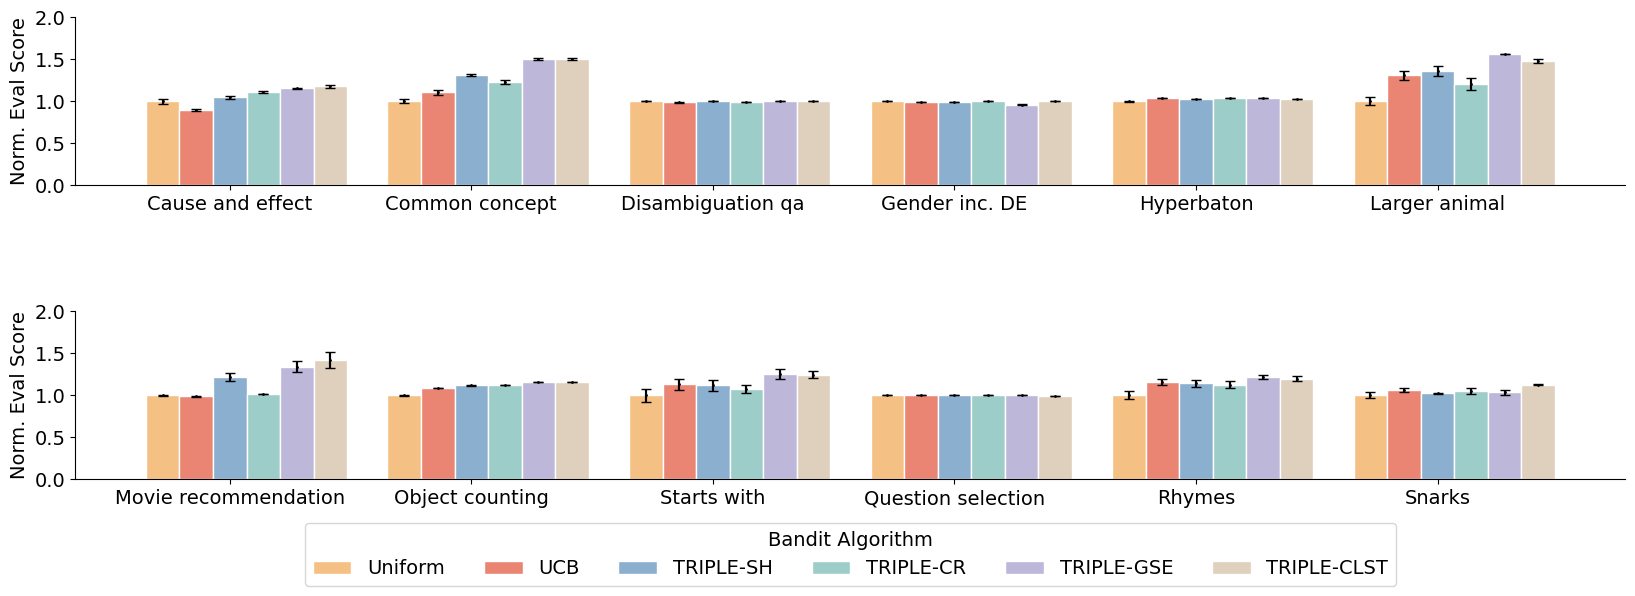 Norm. Eval Score
2.0
1.5
1.0
0.5
0.0
Cause and effect Common concept Disambiguation qa Gender inc. DE Hyperbaton Larger animal
Norm. Eval Score
2.0
1.5
1.0
0.5
0.0
Movie recommendation Object counting Starts with Question selection Rhymes Snarks
Bandit Algorithm
Uniform UCB TRIPLE-SH TRIPLE-CR TRIPLE-GSE TRIPLE-CLST